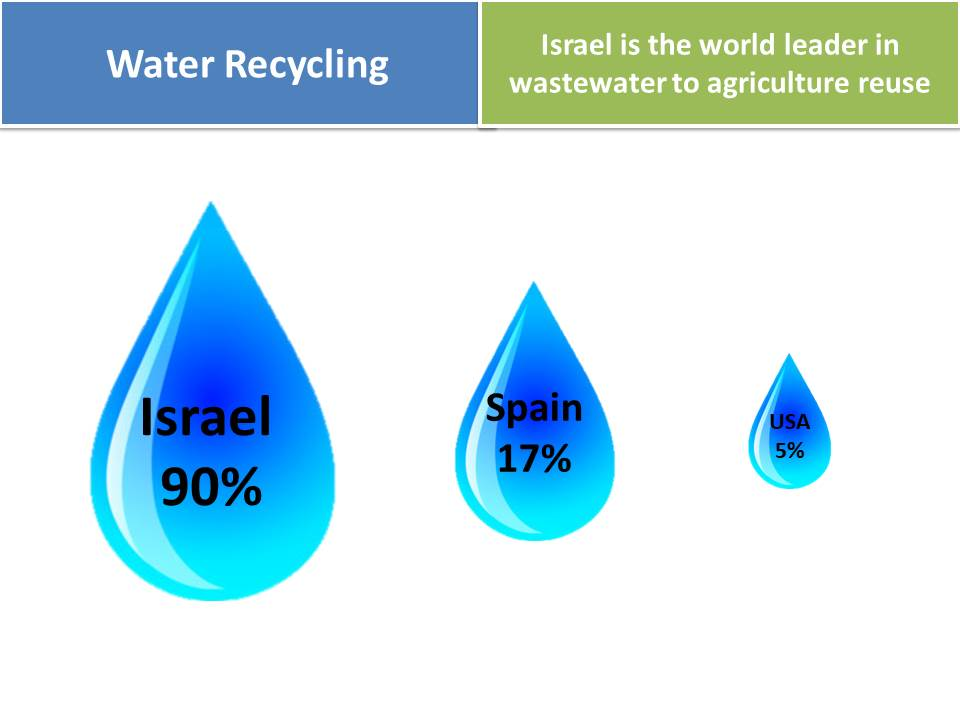 Water Recycling
Israel is the world leader in
wastewater to agriculture reuse
Israel
90%
Spain
17%
USA
5%